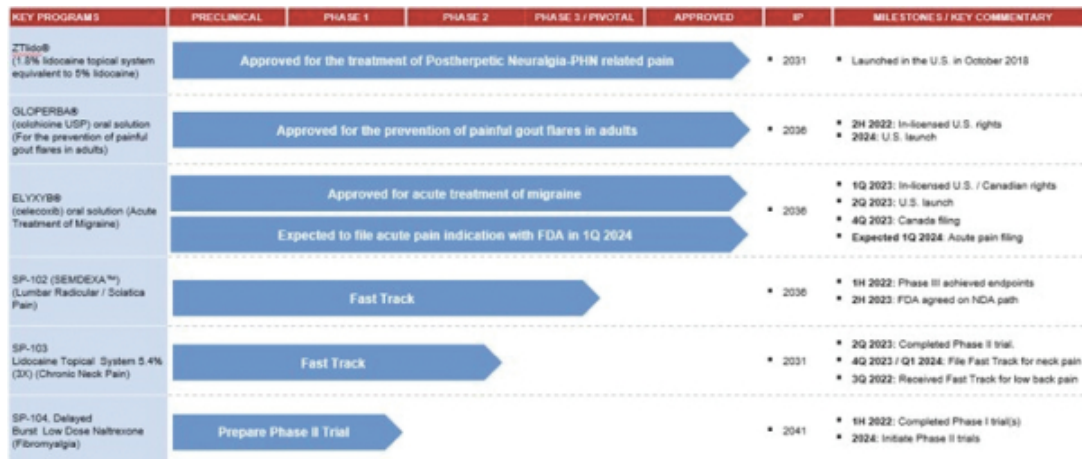 KEY PROGRAMS PRECLINICAL PHASE 1 PHASE 2 PHASE 3 / PIVOTAL APPROVED IP MILESTONES / KEY COMMENTARY
ZTlido®
(1.8% lidocaine topical system
equivalent to 5% lidocaine)
Approved for the treatment of Postherpetic Neuralgia-PHN related pain
2031
Launched in the U.S. in October 2018
GLOPERBA®
(colchicine USP) oral solution
(For the prevention of painful
gout flares in adults)
Approved for the prevention of painful gout flares in adults
2036
2H 2022: In-licensed U.S. rights
2024: U.S. launch
ELYXYB®
(celecoxib) oral solution (Acute
Treatment of Migraine)
Approved for acute treatment of migraine
Expected to file acute pain indication with FDA in 1Q 2024
2036
1Q 2023: In-licensed U.S. / Canadian rights
2Q 2023: U.S. launch
4Q 2023: Canada filing
Expected 1Q 2024: Acute pain filing
SP-102 (SEMDEXA™)
(Lumbar Radicular / Sciatica
Pain)
Fast Track
2036
1H 2022: Phase III achieved endpoints
2H 2023: FDA agreed on NDA path
SP-103
Lidocaine Topical System 5.4%
(3X) (Chronic Neck Pain)
Fast Track
2031
2Q 2023: Completed Phase II trial.
4Q 2023 / Q1 2024: File Fast Track for neck pain
3Q 2022: Received Fast Track for low back pain
SP-104, Delayed
Burst Low Dose Naltrexone
(Fibromyalgia)
Prepare Phase II Trial
2041
1H 2022: Completed Phase I trial(s)
2024: Initiate Phase II trials